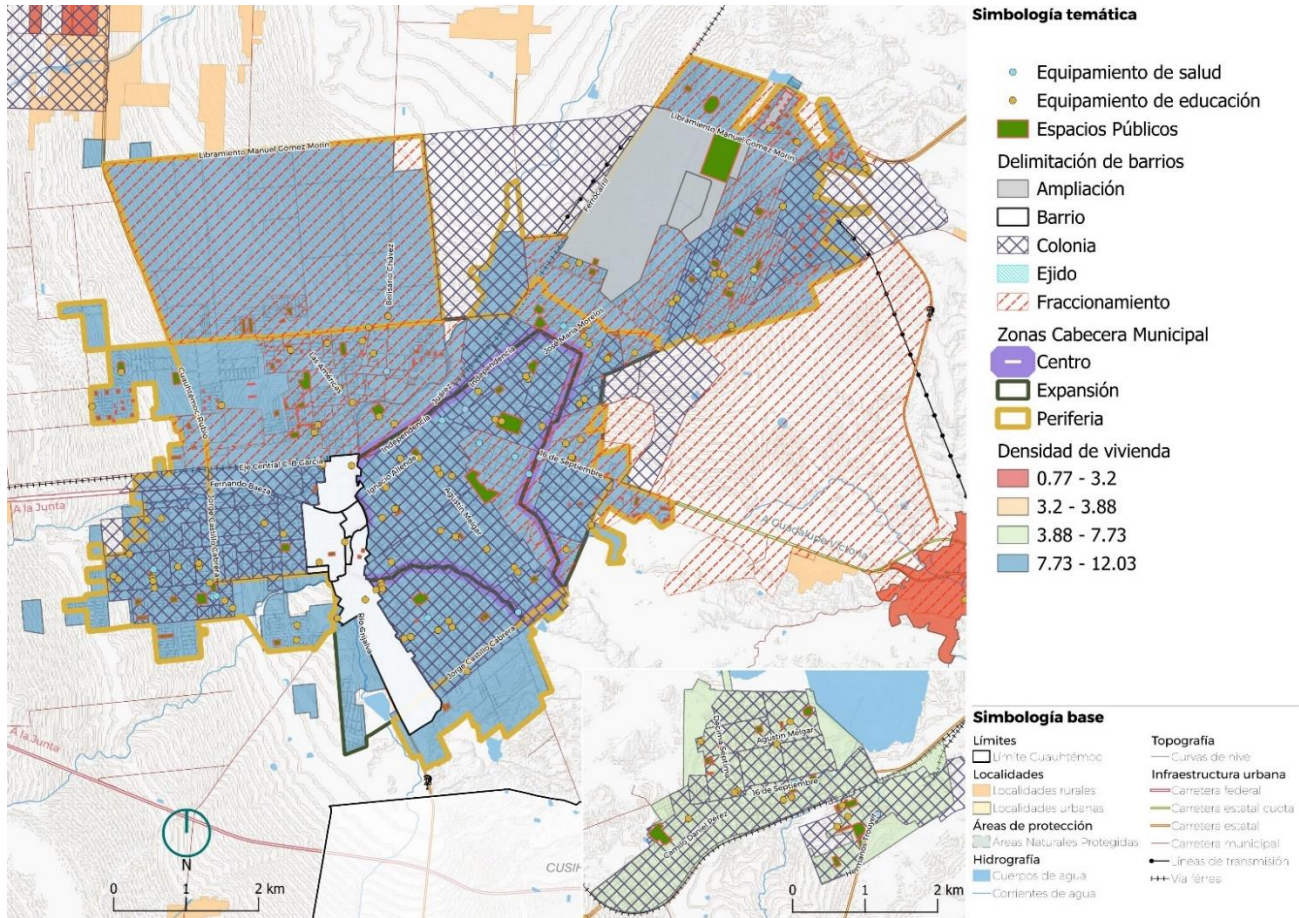 Simbología temática
Equipamiento de salud
Equipamiento de educación
Espacios Públicos
Delimitación de barrios
Ampliación
Barrio
Colonia
Ejido
Fraccionamiento
Zonas Cabecera Municipal
Centro
Expansión
Periferia
Densidad de vivienda
0.77 - 3.2
3.2 - 3.88
3.88 - 7.73
7.73 - 12.03
Simbología base
Límites
Límite Cuauhtémoc
Localidades
Localidades rurales
Localidades urbanas
Áreas de protección
Áreas Naturales Protegidas
Hidrografía
Cuerpos de agua
Corrientes de agua
Topografía
Curvas de nive
Infraestructura urbana
Carretera federal
Carretera estatal cuota
Carretera estatal
Carretera municipal
Líneas de transmisión
Vía férrea
Libramiento Manuel Gómez Morín
Libramiento Manuel Gómez Morín
Ferrocarril
Belisario Chávez
José María Morelos
Independencia
Juárez
Independencia
Las Américas
Cuauhtémoc-Rubio
Eje Central C-B García
Ignacio Allende
Fernando Baeza
Agustín Melgar
16 de Septiembre
Jorge Castillo Cabrera
A la Junta
A Guadalupe Victoria
Río Grijalva
Jorge Castillo Cabrera
A la Junta
CUSIH
N
0 1 2 km
Agustín Melgar
16 de Septiembre
Camilo Daniel Pérez
0 1 2 km